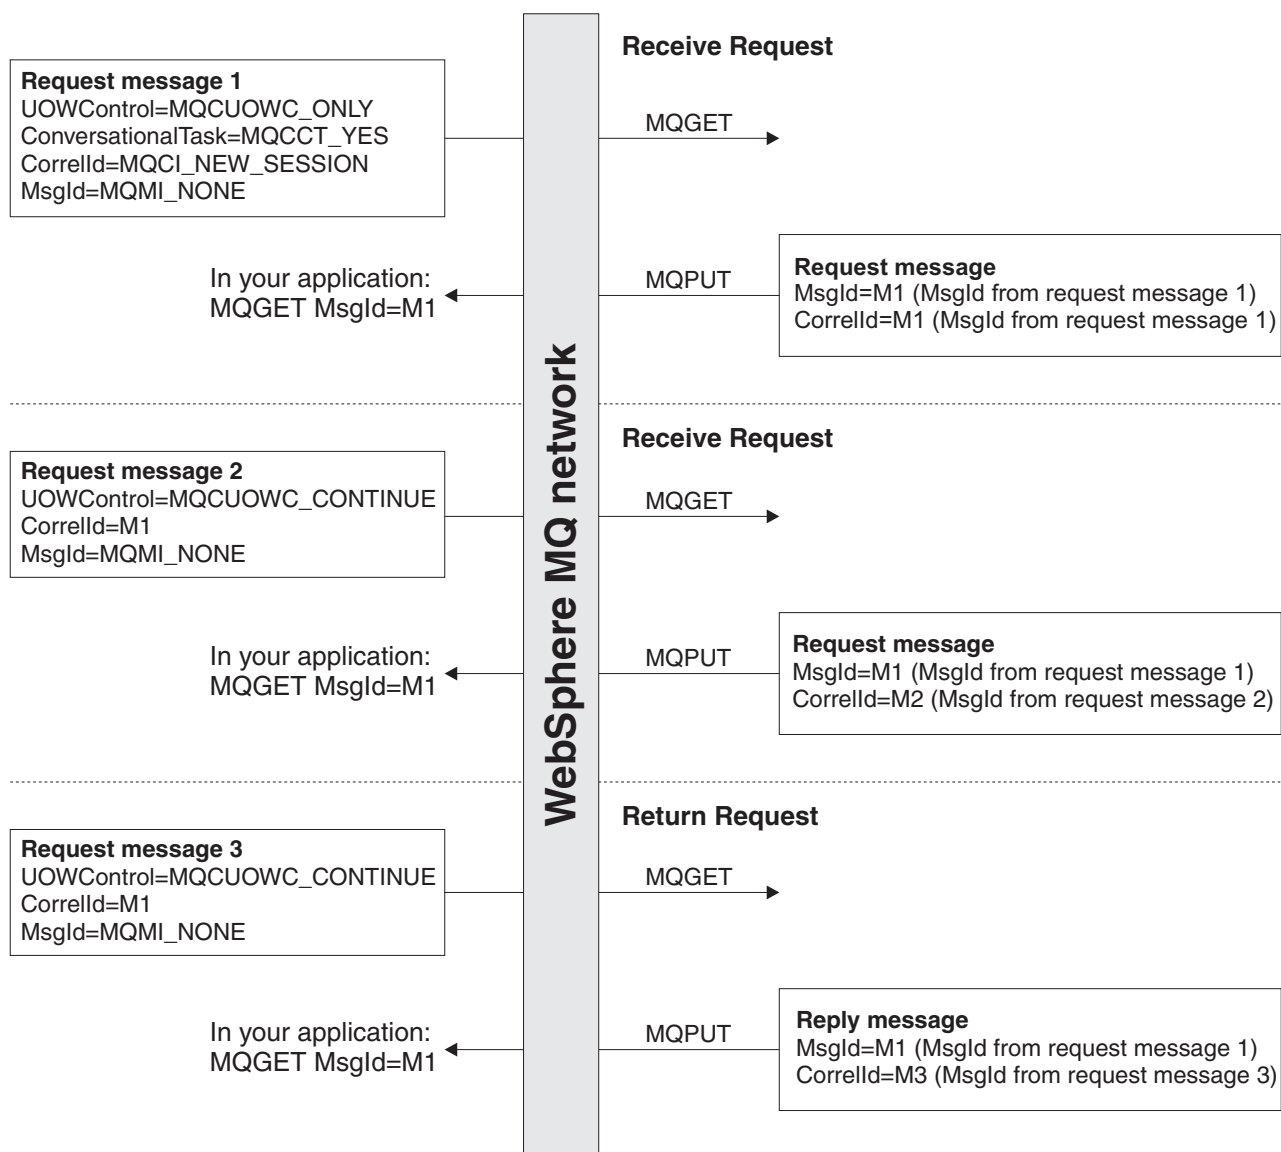 Receive Request
Request message 1
UOWControl=MQCUOWC_ONLY
ConversationalTask=MQCCT_YES
CorrelId=MQCI_NEW_SESSION
MsgId=MQMI_NONE
MQGET
In your application:
MQGET MsgId=M1
MQPUT
Request message
MsgId=M1 (MsgId from request message 1)
CorrelId=M1 (MsgId from request message 1)
WebSphere MQ network
Receive Request
Request message 2
UOWControl=MQCUOWC_CONTINUE
CorrelId=M1
MsgId=MQMI_NONE
MQGET
In your application:
MQGET MsgId=M1
MQPUT
Request message
MsgId=M1 (MsgId from request message 1)
CorrelId=M2 (MsgId from request message 2)
Return Request
Request message 3
UOWControl=MQCUOWC_CONTINUE
CorrelId=M1
MsgId=MQMI_NONE
MQGET
In your application:
MQGET MsgId=M1
MQPUT
Reply message
MsgId=M1 (MsgId from request message 1)
CorrelId=M3 (MsgId from request message 3)